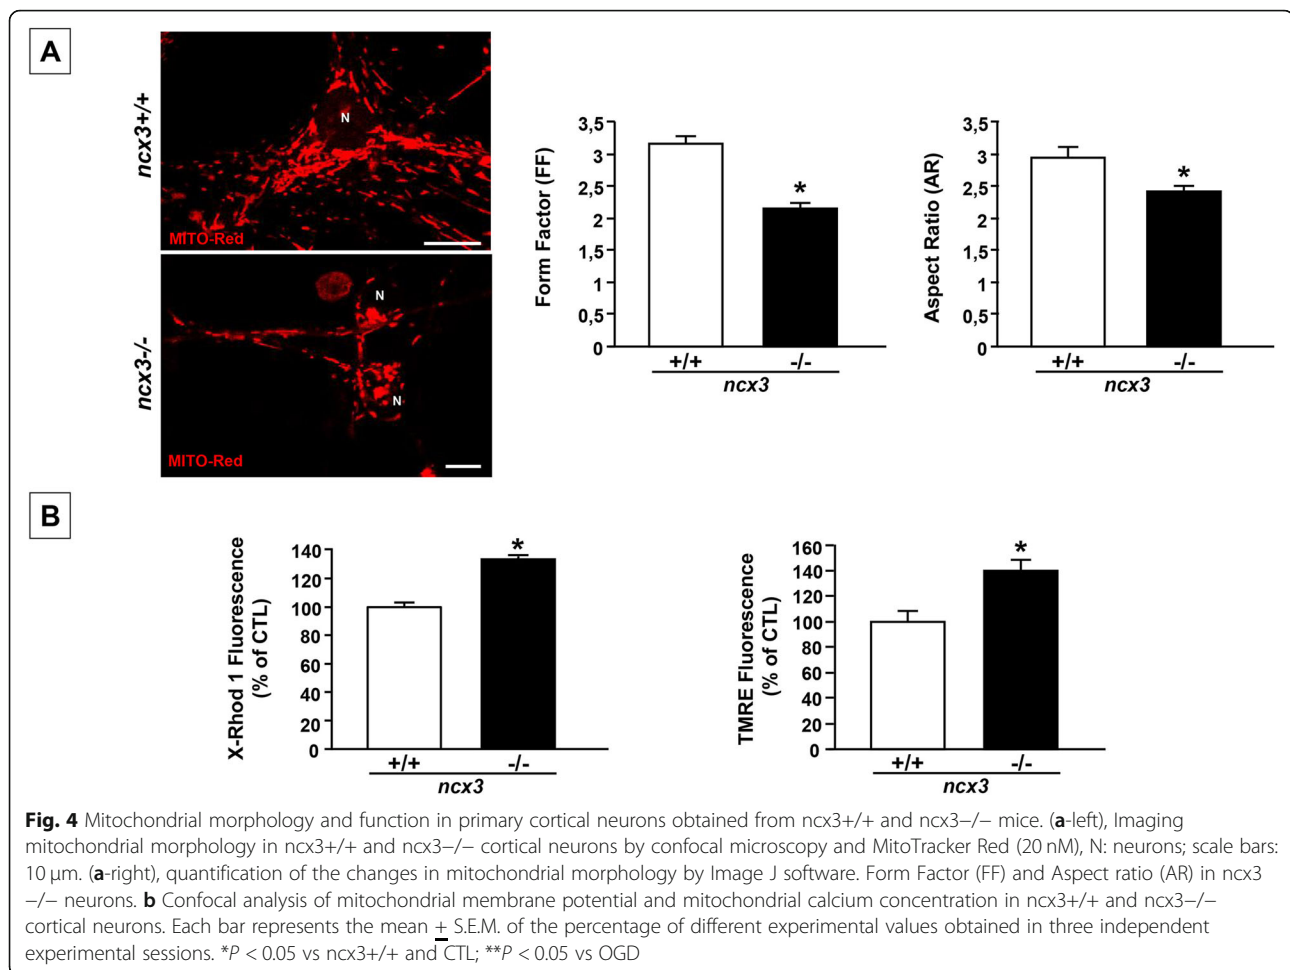 A
ncx3+/+
N
MITO-Red
ncx3-/-
N
N
MITO-Red
Form Factor (FF)
4
3,5
3
2,5
2
1,5
1
0,5
0
*
+/+ -/-
ncx3
Aspect Ratio (AR)
4
3,5
3
2,5
2
1,5
1
0,5
0
*
+/+ -/-
ncx3
B
X-Rhod 1 Fluorescence
(% of CTL)
140
120
100
80
60
40
20
0
*
+/+ -/-
ncx3
TMRE Fluorescence
(% of CTL)
160
140
120
100
80
60
40
20
0
*
+/+ -/-
ncx3
Fig. 4 Mitochondrial morphology and function in primary cortical neurons obtained from ncx3+/+ and ncx3−/− mice. (a-left), Imaging
mitochondrial morphology in ncx3+/+ and ncx3−/− cortical neurons by confocal microscopy and MitoTracker Red (20 nM), N: neurons; scale bars:
10 μm. (a-right), quantification of the changes in mitochondrial morphology by Image J software. Form Factor (FF) and Aspect ratio (AR) in ncx3
−/− neurons. b Confocal analysis of mitochondrial membrane potential and mitochondrial calcium concentration in ncx3+/+ and ncx3−/−
cortical neurons. Each bar represents the mean + S.E.M. of the percentage of different experimental values obtained in three independent
experimental sessions. *P < 0.05 vs ncx3+/+ and CTL; **P < 0.05 vs OGD